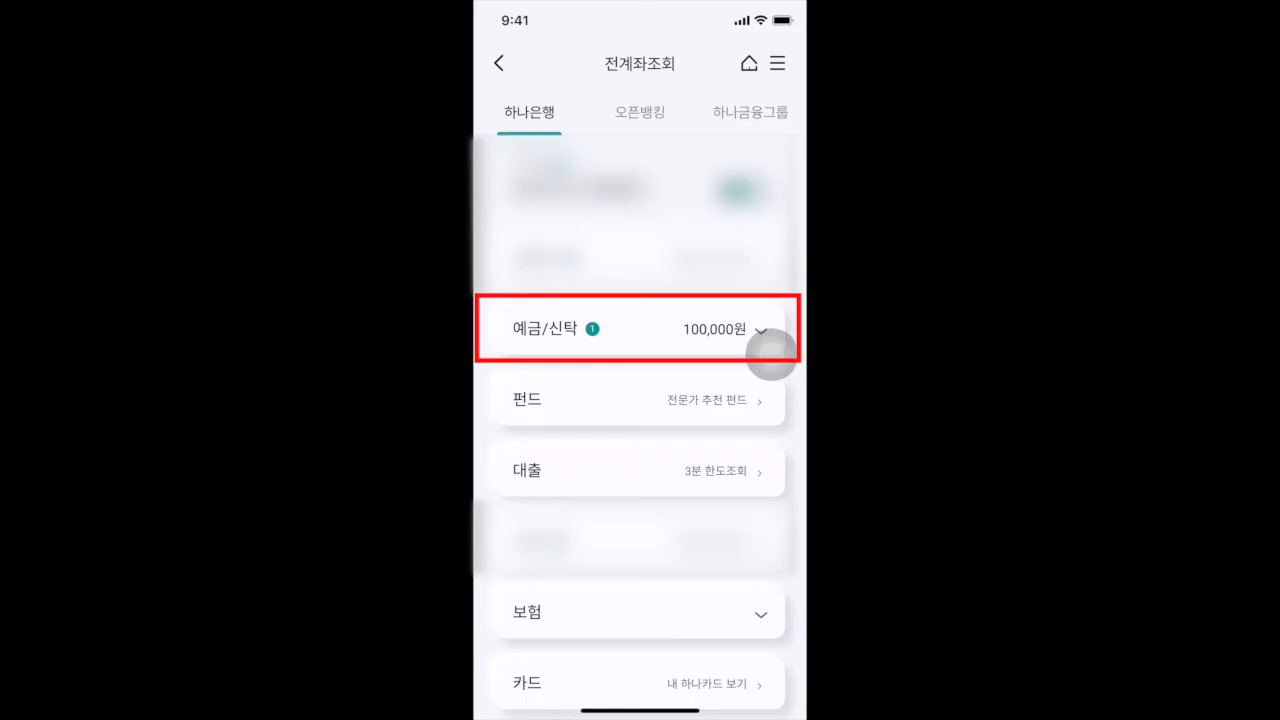 9:41
전계좌조회
하나은행 오픈뱅킹 하나금융그룹
예금/신탁 1 100,000원
펀드 전문가 추천 펀드
대출 3분 한도조회
보험
카드 내 하나카드 보기